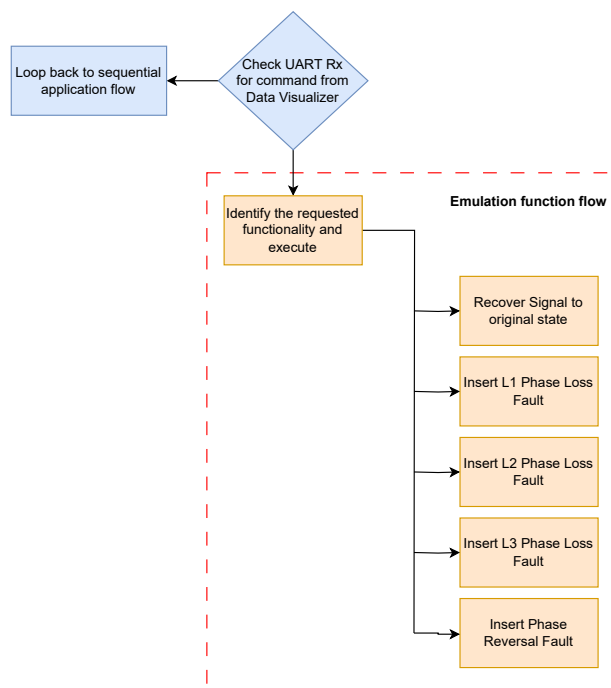 Loop back to sequential
application flow
Check UART Rx
for command from
Data Visualizer
Emulation function flow
Identify the requested
functionality and
execute
Recover Signal to
original state
Insert L1 Phase Loss
Fault
Insert L2 Phase Loss
Fault
Insert L3 Phase Loss
Fault
Insert Phase
Reversal Fault